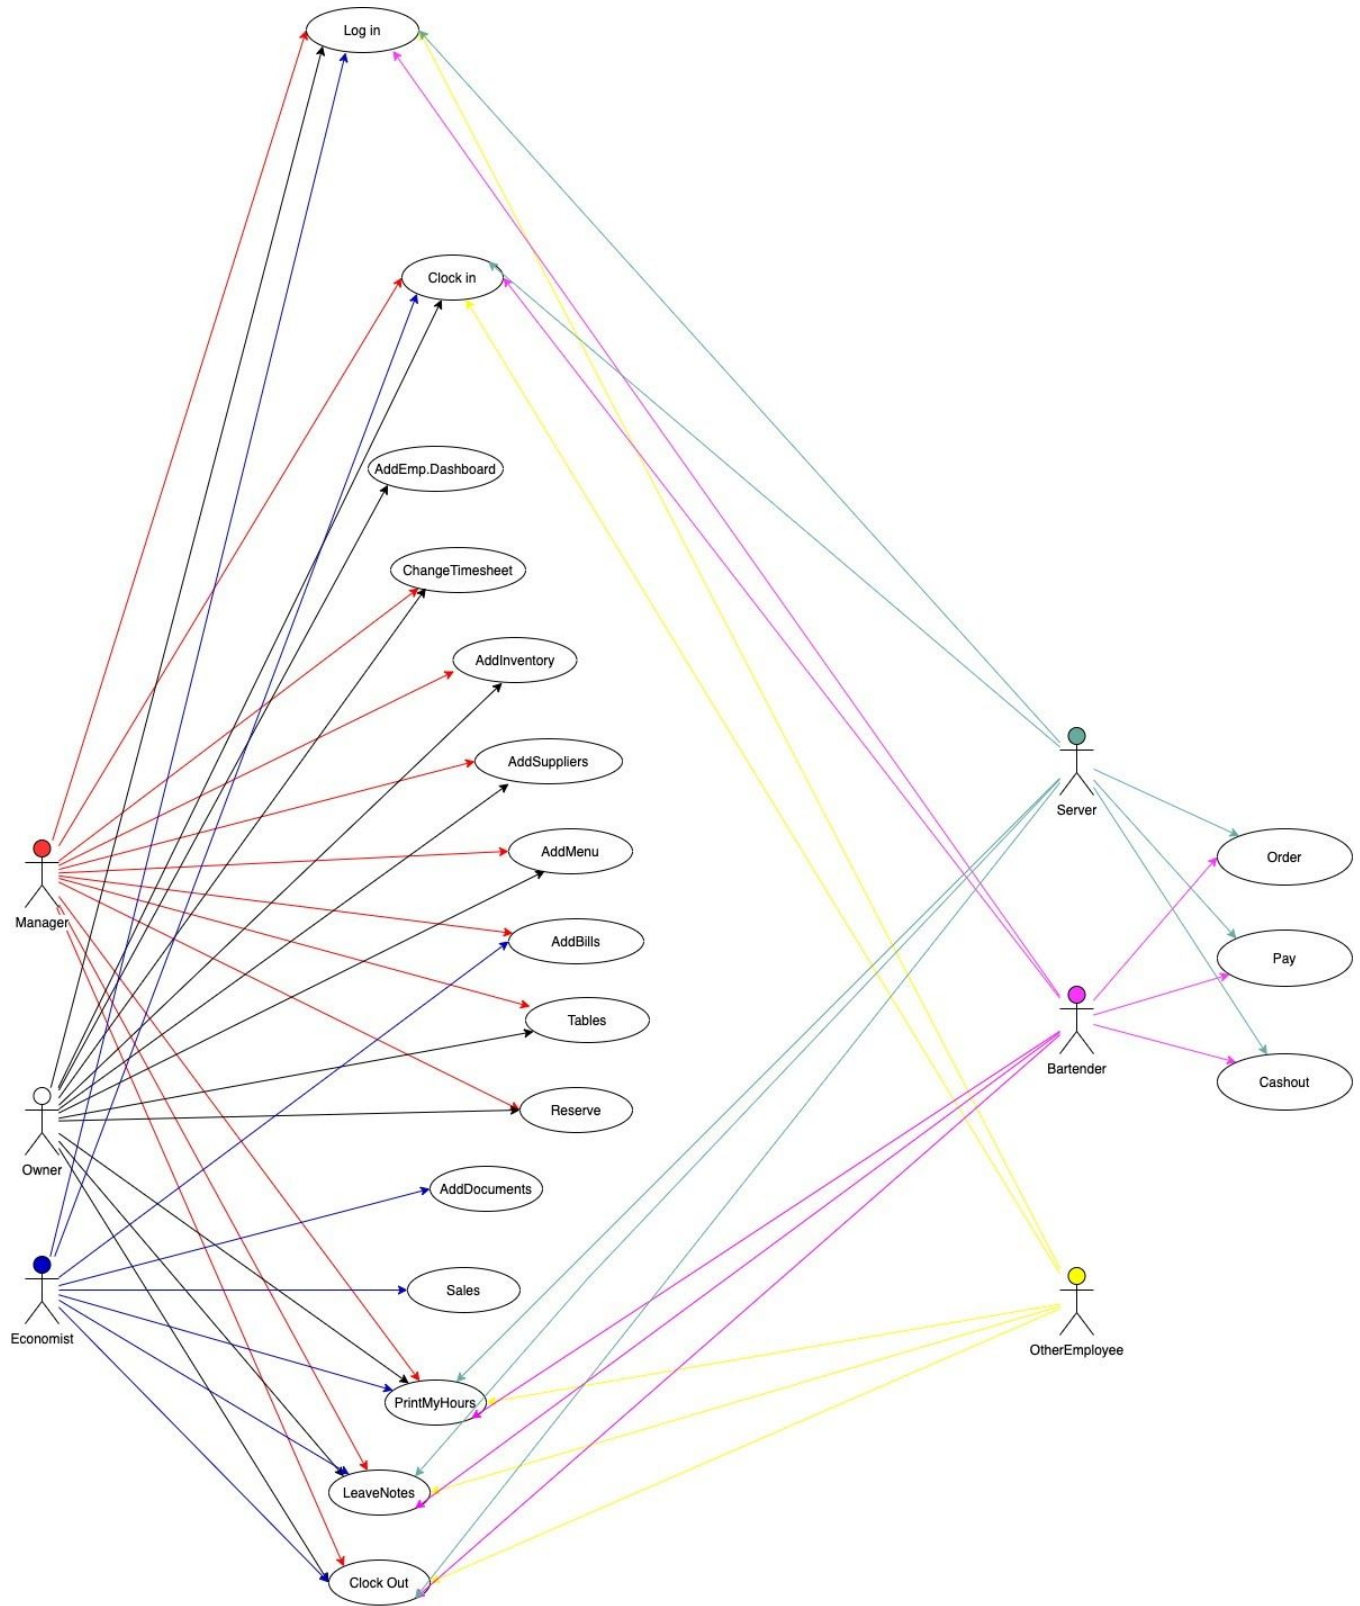 Log in
Clock in
AddEmp.Dashboard
ChangeTimesheet
AddInventory
AddSuppliers
Server
AddMenu
Order
Manager
AddBills
Pay
Tables
Bartender
Cashout
Reserve
Owner
AddDocuments
Sales
Economist
OtherEmployee
PrintMyHours
LeaveNotes
Clock Out